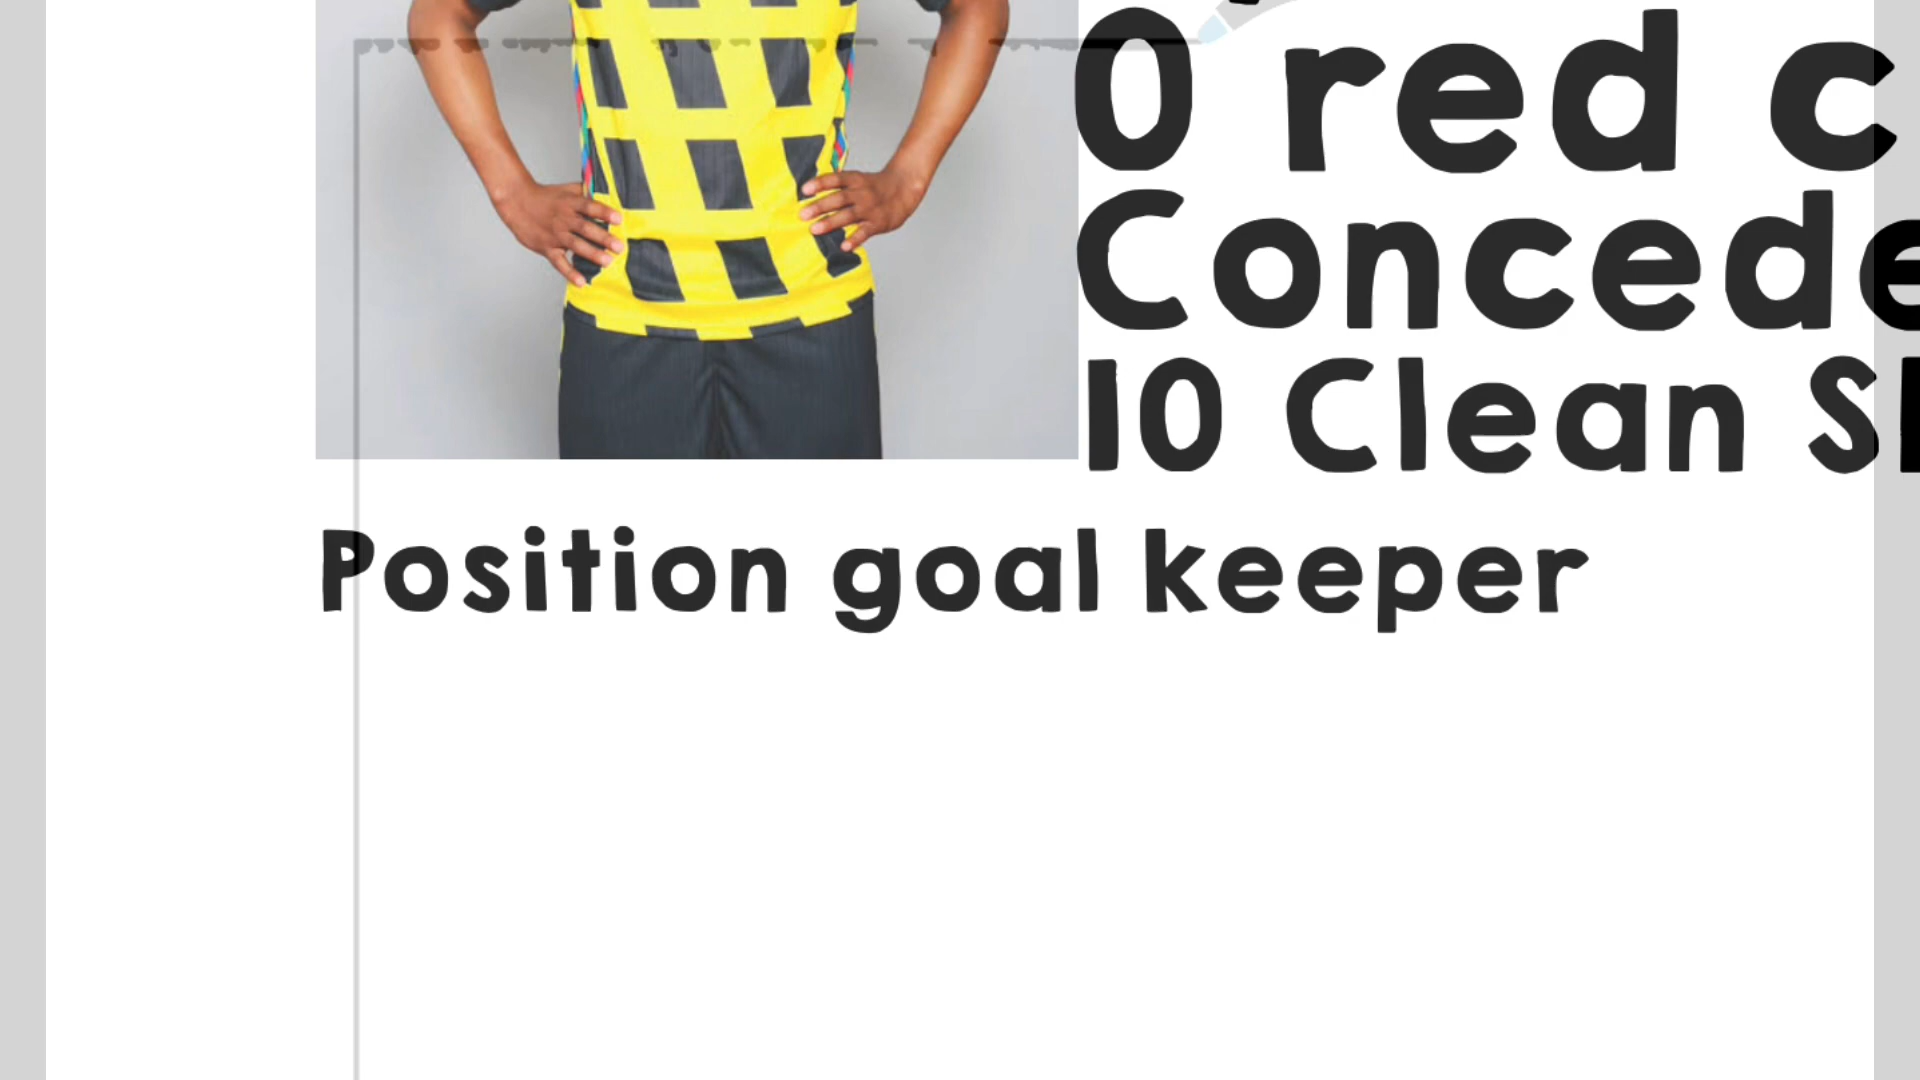 0 red c
Concede
10 Clean S
Position goal keeper